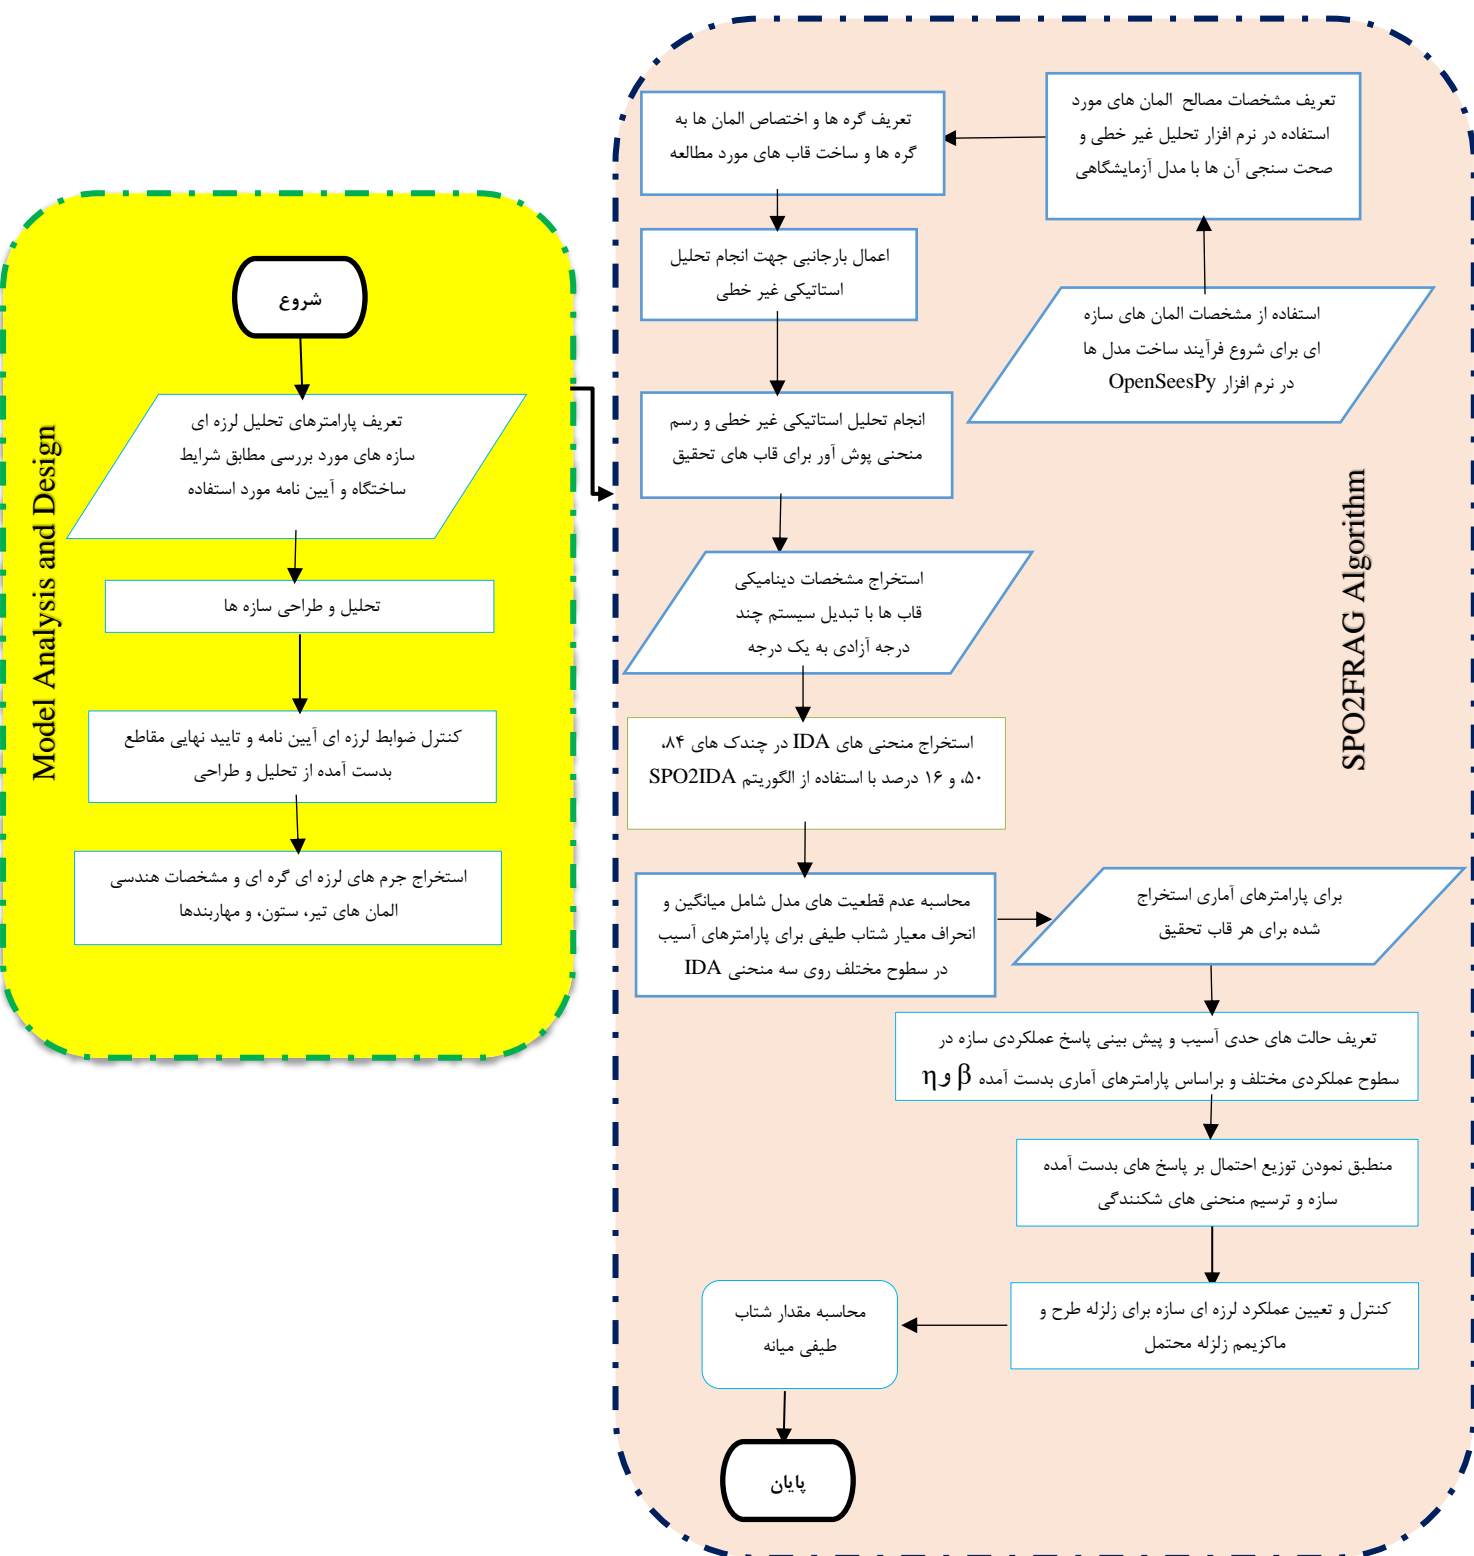 Model Analysis and Design
شروع
تعریف پارامترهای تحلیل لرزه ای
سازه های مورد بررسی مطابق شرایط
ساختگاه و آیین نامه مورد استفاده
تحلیل و طراحی سازه ها
کنترل ضوابط لرزه ای آیین نامه و تایید نهایی مقاطع
بدست آمده از تحلیل و طراحی
استخراج جرم های لرزه ای گره ای و مشخصات هندسی
المان های تیر، ستون، و مهاربندها
SPO2FRAG Algorithm
استفاده از مشخصات المان های سازه
ای برای شروع فرآیند ساخت مدل ها
در نرم افزار OpenSeesPy
تعریف مشخصات مصالح المان های مورد
استفاده در نرم افزار تحلیل غیر خطی و
صحت سنجی آن ها با مدل آزمایشگاهی
تعریف گره ها و اختصاص المان ها به
گره ها و ساخت قاب های مورد مطالعه
اعمال بارجانبی جهت انجام تحلیل
استاتیکی غیر خطی
انجام تحلیل استاتیکی غیر خطی و رسم
منحنی پوش آور برای قاب های تحقیق
استخراج مشخصات دینامیکی
قاب ها با تبدیل سیستم چند
درجه آزادی به یک درجه
استخراج منحنی های IDA در چندک های ۸۴،
۵۰، و ۱۶ درصد با استفاده از الگوریتم SPO2IDA
محاسبه عدم قطعیت های مدل شامل میانگین و
انحراف معیار شتاب طیفی برای پارامترهای آسیب
در سطوح مختلف روی سه منحنی IDA
برای پارامترهای آماری استخراج
شده برای هر قاب تحقیق
تعریف حالت های حدی آسیب و پیش بینی پاسخ عملکردی سازه در
سطوح عملکردی مختلف و براساس پارامترهای آماری بدست آمده β و η
منطبق نمودن توزیع احتمال بر پاسخ های بدست آمده
سازه و ترسیم منحنی های شکنندگی
کنترل و تعیین عملکرد لرزه ای سازه برای زلزله طرح و
ماکزیمم زلزله محتمل
محاسبه مقدار شتاب
طیفی میانه
پایان